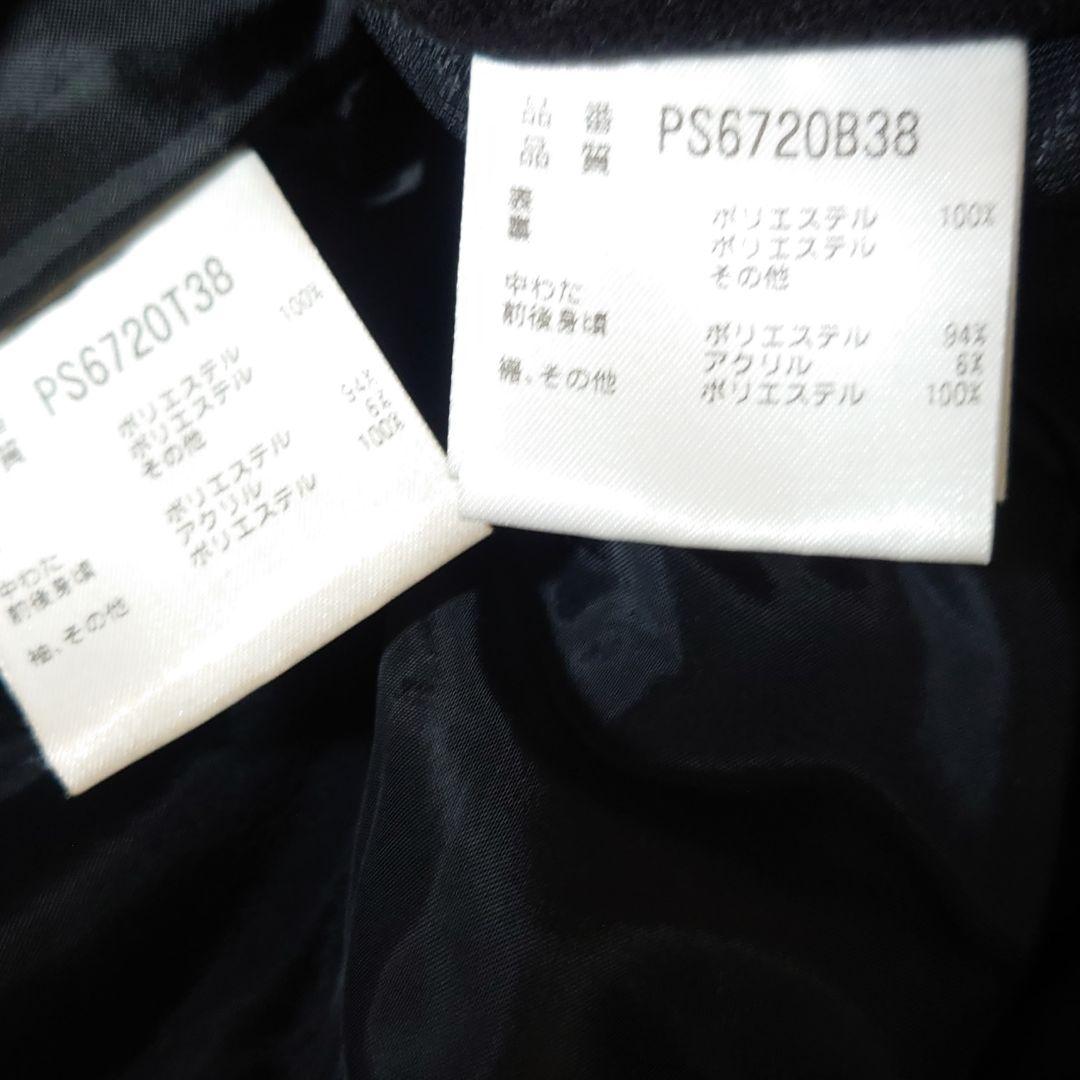 品 番 PS6720B38
品 質
表 ポリエステル 100%
裏 ポリエステル
その他
中わた
前後身頃 ポリエステル 94%
アクリル 6%
襠、その他 ポリエステル 100%
PS6720T38
質
ポリエステル 100%
ポリエステル
その他
中わた
前後身頃 ポリエステル 94%
アクリル 6%
袖、その他 ポリエステル 100%